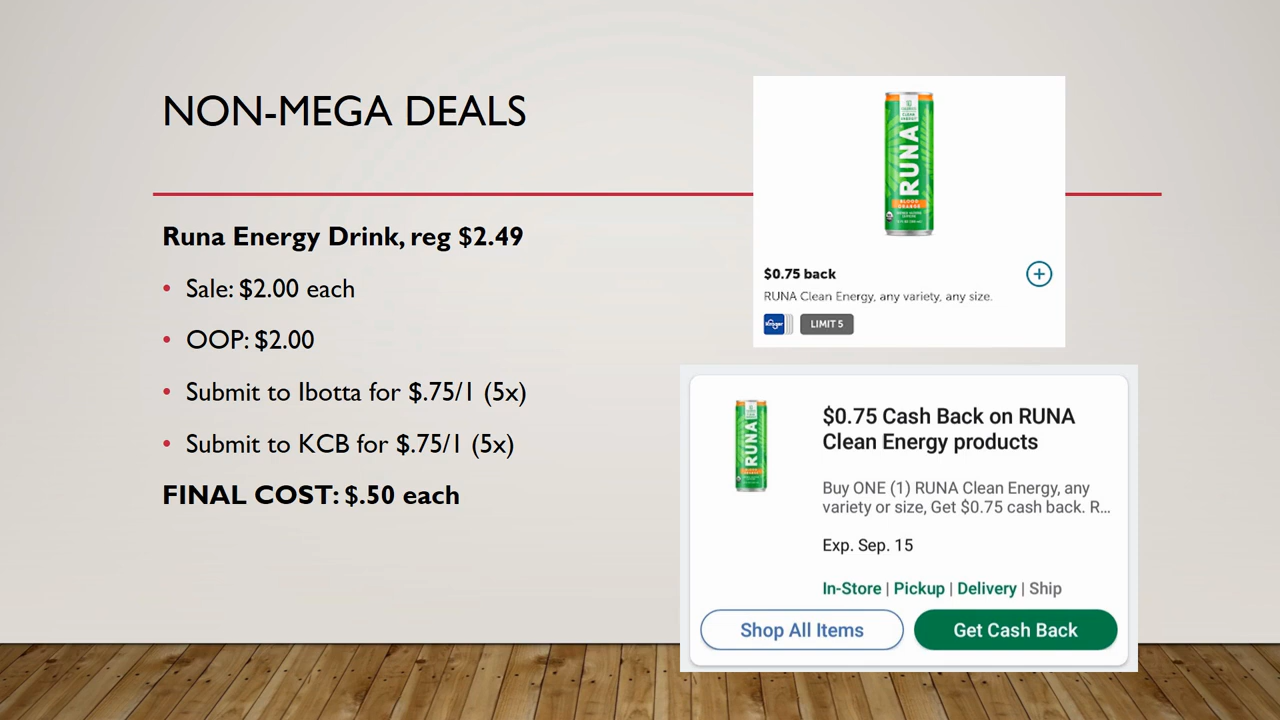 NON-MEGA DEALS
Runa Energy Drink, reg $2.49
• Sale: $2.00 each
• OOP: $2.00
• Submit to Ibotta for $.75/1 (5x)
• Submit to KCB for $.75/1 (5x)
FINAL COST: $.50 each
RUNA
BLOOD
ORANGE
$0.75 back
RUNA Clean Energy, any variety, any size.
Kroger
LIMIT 5
RUNA
$0.75 Cash Back on RUNA
Clean Energy products
Buy ONE (1) RUNA Clean Energy, any
variety or size, Get $0.75 cash back. R...
Exp. Sep. 15
In-Store | Pickup | Delivery | Ship
Shop All Items
Get Cash Back